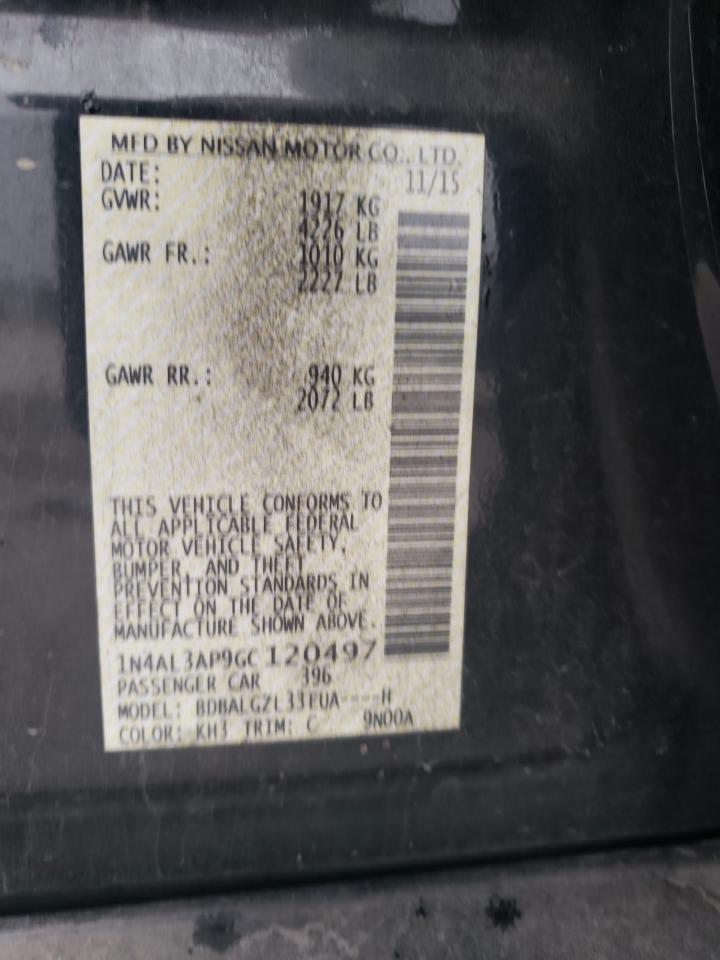 MFD BY NISSAN MOTOR CO., LTD.
DATE: 11/15
GVWR: 1917 KG
4226 LB
GAWR FR.: 1010 KG
2227 LB
GAWR RR.: 940 KG
2072 LB
THIS VEHICLE CONFORMS TO
ALL APPLICABLE FEDERAL
MOTOR VEHICLE SAFETY,
BUMPER, AND THEFT
PREVENTION STANDARDS IN
EFFECT ON THE DATE OF
MANUFACTURE SHOWN ABOVE.
1N4AL3AP9GC120497
PASSENGER CAR 396
MODEL: BDBALGZL33EUA----H
COLOR: KH3 TRIM: C 9N00A